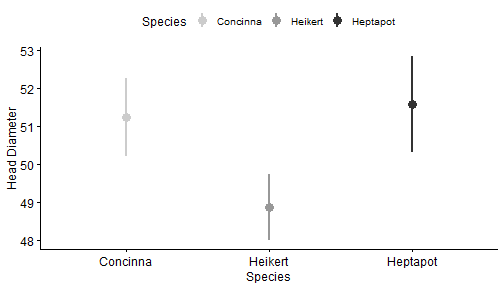 Species Concinna Heikert Heptapot
53
52
51
50
49
48
Head Diameter
Concinna Heikert Heptapot
Species